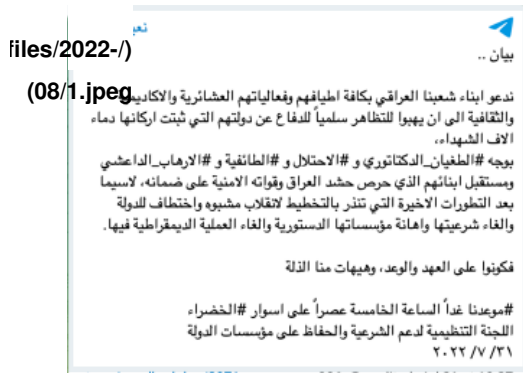 نعي
(/files/2022-
بيان ..
08/1.jpeg)
ندعو ابناء شعبنا العراقي بكافة اطيافهم وفعالياتهم العشائرية والاكاديمية
والثقافية الى ان يهبوا للتظاهر سلمياً للدفاع عن دولتهم التي ثبتت اركانها دماء
الاف الشهداء،
بوجه #الطغيان_الدكتاتوري و #الاحتلال و #الطائفية و #الارهاب_الداعشي
ومستقبل ابنائهم الذي حرص حشد العراق وقواته الامنية على ضمانه، لاسيما
بعد التطورات الاخيرة التي تنذر بالتخطيط لانقلاب مشبوه واختطاف للدولة
والغاء شرعيتها واهانة مؤسساتها الدستورية والغاء العملية الديمقراطية فيها.
فكونوا على العهد والوعد، وهيهات منا الذلة
#موعدنا غداً الساعة الخامسة عصراً على اسوار #الخضراء
اللجنة التنظيمية لدعم الشرعية والحفاظ على مؤسسات الدولة
٣١/ ٧/ ٢٠٢٢